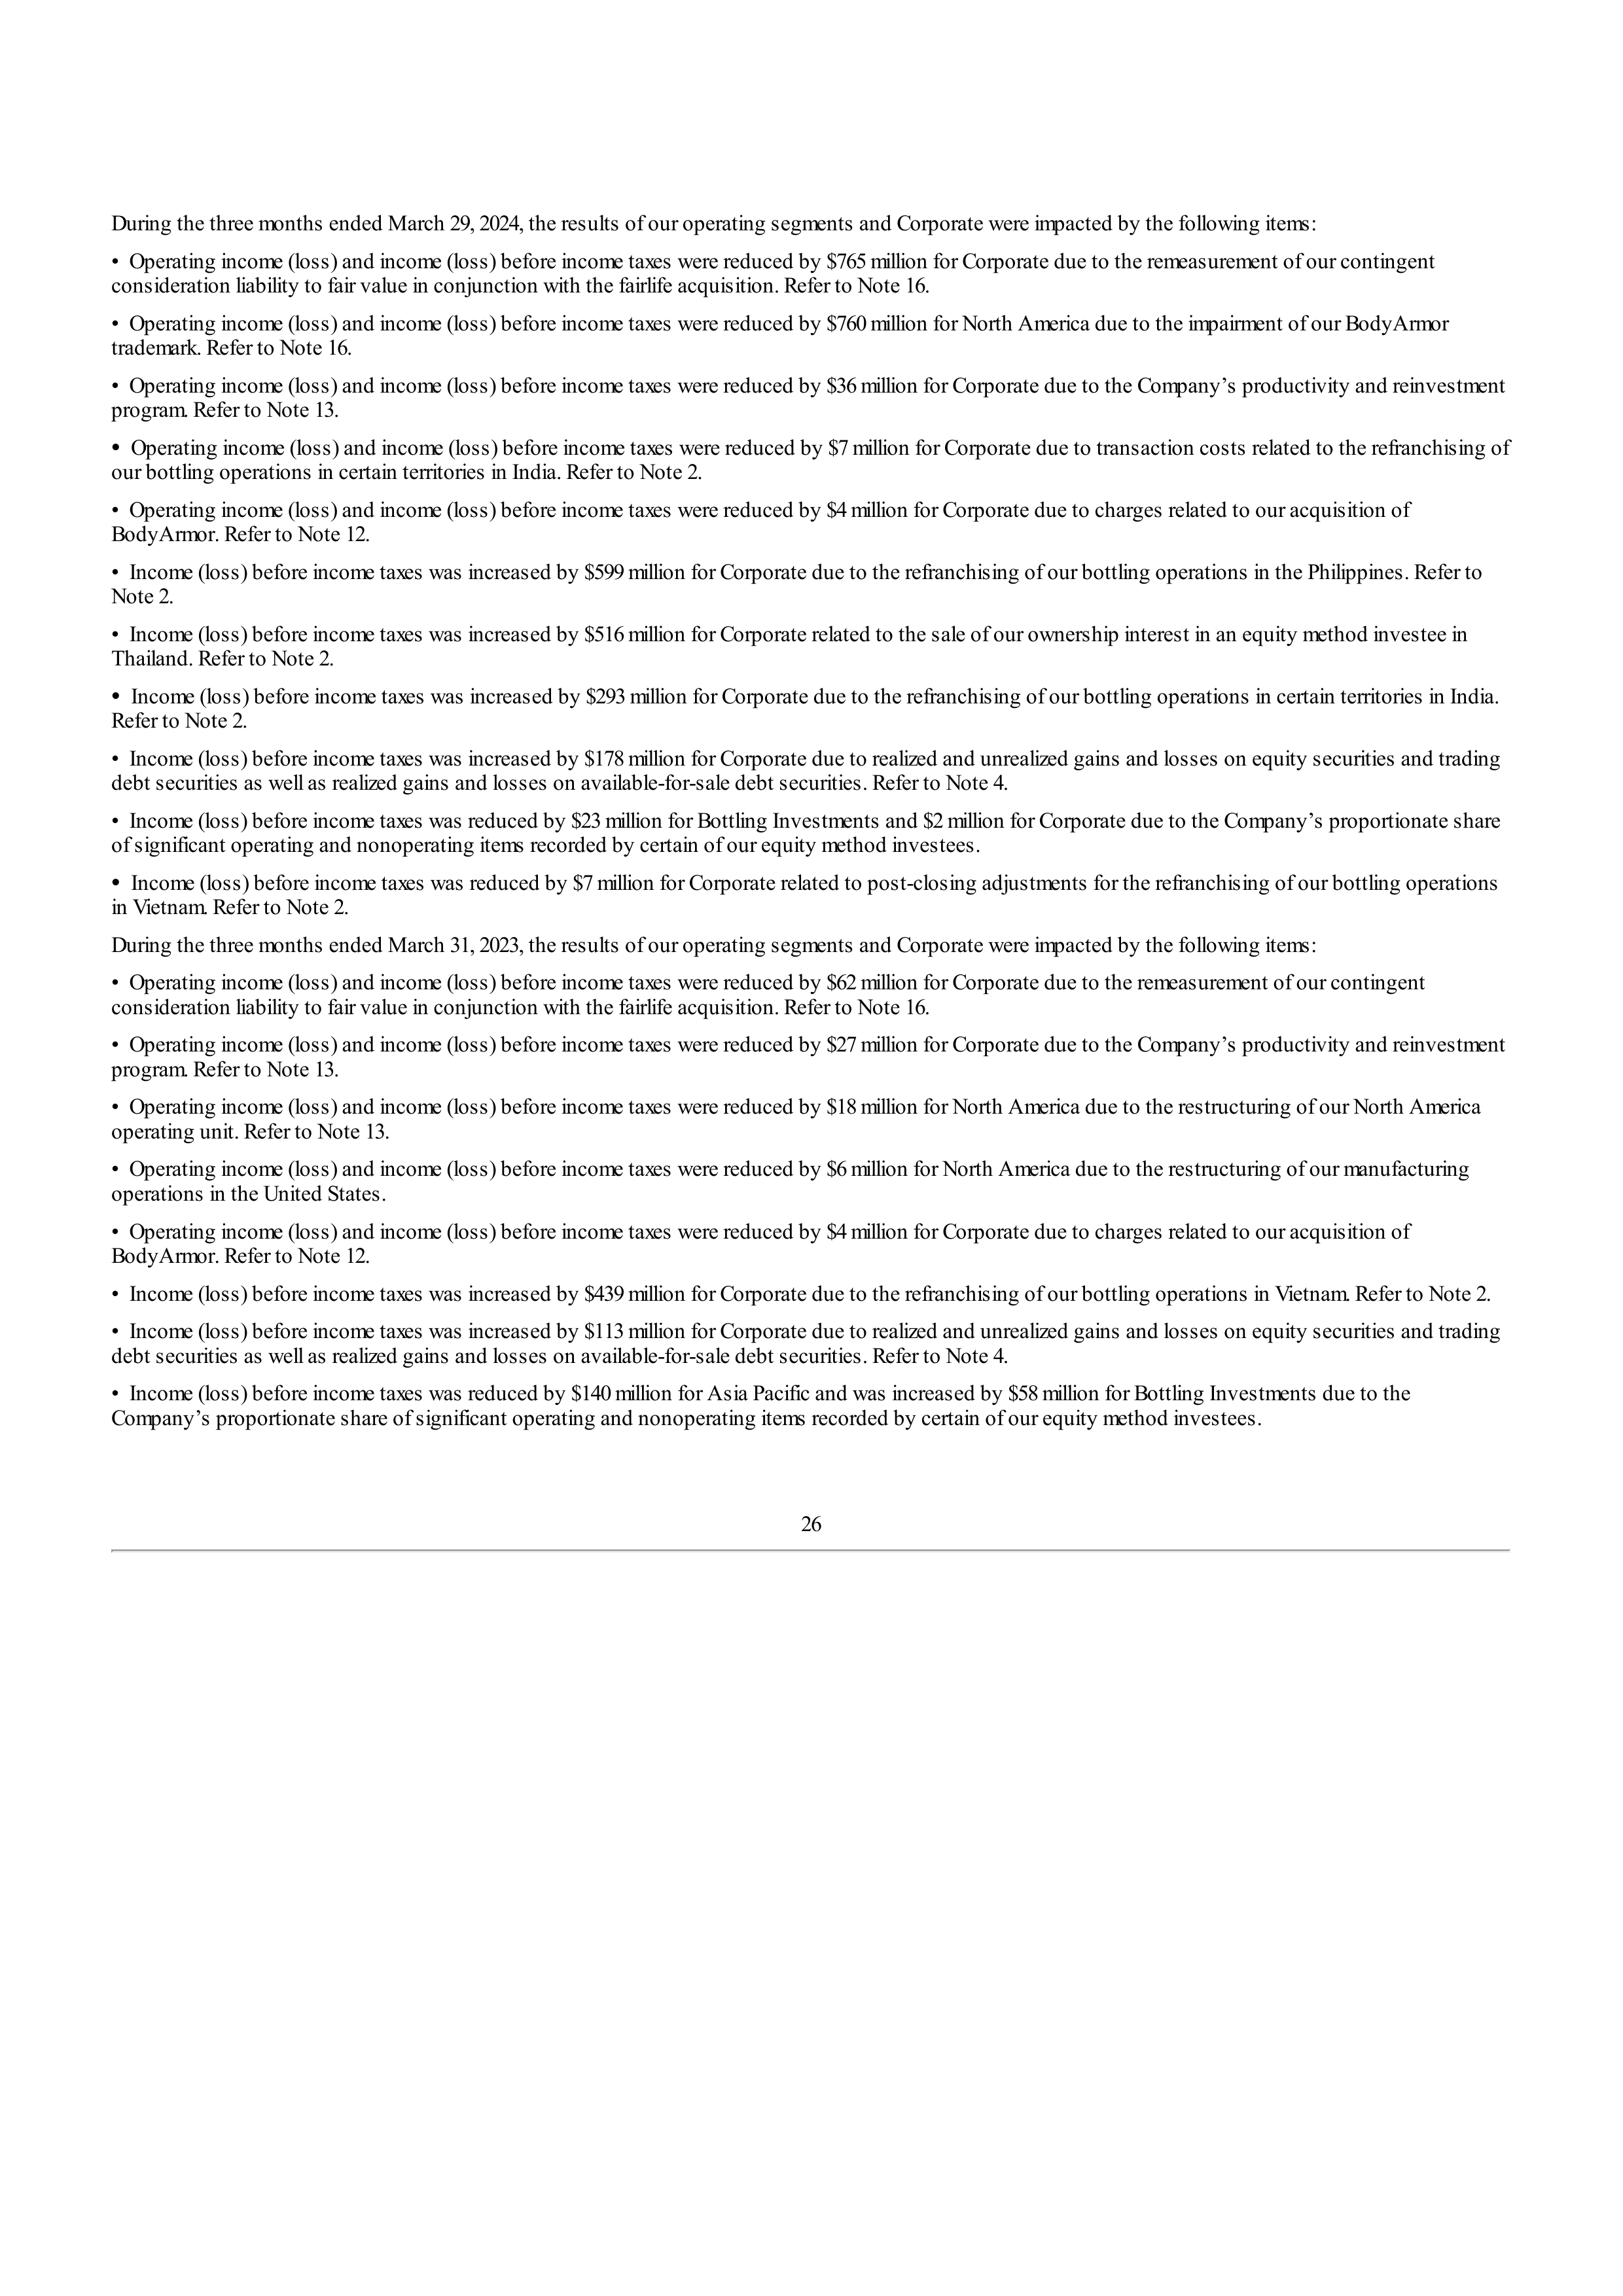 During the three months ended March 29, 2024, the results of our operating segments and Corporate were impacted by the following items:
• Operating income (loss) and income (loss) before income taxes were reduced by $765 million for Corporate due to the remeasurement of our contingent
consideration liability to fair value in conjunction with the fairlife acquisition. Refer to Note 16.
• Operating income (loss) and income (loss) before income taxes were reduced by $760 million for North America due to the impairment of our BodyArmor
trademark. Refer to Note 16.
• Operating income (loss) and income (loss) before income taxes were reduced by $36 million for Corporate due to the Company’s productivity and reinvestment
program. Refer to Note 13.
• Operating income (loss) and income (loss) before income taxes were reduced by $7 million for Corporate due to transaction costs related to the refranchising of
our bottling operations in certain territories in India. Refer to Note 2.
• Operating income (loss) and income (loss) before income taxes were reduced by $4 million for Corporate due to charges related to our acquisition of
BodyArmor. Refer to Note 12.
• Income (loss) before income taxes was increased by $599 million for Corporate due to the refranchising of our bottling operations in the Philippines. Refer to
Note 2.
• Income (loss) before income taxes was increased by $516 million for Corporate related to the sale of our ownership interest in an equity method investee in
Thailand. Refer to Note 2.
• Income (loss) before income taxes was increased by $293 million for Corporate due to the refranchising of our bottling operations in certain territories in India.
Refer to Note 2.
• Income (loss) before income taxes was increased by $178 million for Corporate due to realized and unrealized gains and losses on equity securities and trading
debt securities as well as realized gains and losses on available-for-sale debt securities. Refer to Note 4.
• Income (loss) before income taxes was reduced by $23 million for Bottling Investments and $2 million for Corporate due to the Company’s proportionate share
of significant operating and nonoperating items recorded by certain of our equity method investees.
• Income (loss) before income taxes was reduced by $7 million for Corporate related to post-closing adjustments for the refranchising of our bottling operations
in Vietnam. Refer to Note 2.
During the three months ended March 31, 2023, the results of our operating segments and Corporate were impacted by the following items:
• Operating income (loss) and income (loss) before income taxes were reduced by $62 million for Corporate due to the remeasurement of our contingent
consideration liability to fair value in conjunction with the fairlife acquisition. Refer to Note 16.
• Operating income (loss) and income (loss) before income taxes were reduced by $27 million for Corporate due to the Company’s productivity and reinvestment
program. Refer to Note 13.
• Operating income (loss) and income (loss) before income taxes were reduced by $18 million for North America due to the restructuring of our North America
operating unit. Refer to Note 13.
• Operating income (loss) and income (loss) before income taxes were reduced by $6 million for North America due to the restructuring of our manufacturing
operations in the United States.
• Operating income (loss) and income (loss) before income taxes were reduced by $4 million for Corporate due to charges related to our acquisition of
BodyArmor. Refer to Note 12.
• Income (loss) before income taxes was increased by $439 million for Corporate due to the refranchising of our bottling operations in Vietnam. Refer to Note 2.
• Income (loss) before income taxes was increased by $113 million for Corporate due to realized and unrealized gains and losses on equity securities and trading
debt securities as well as realized gains and losses on available-for-sale debt securities. Refer to Note 4.
• Income (loss) before income taxes was reduced by $140 million for Asia Pacific and was increased by $58 million for Bottling Investments due to the
Company’s proportionate share of significant operating and nonoperating items recorded by certain of our equity method investees.
26